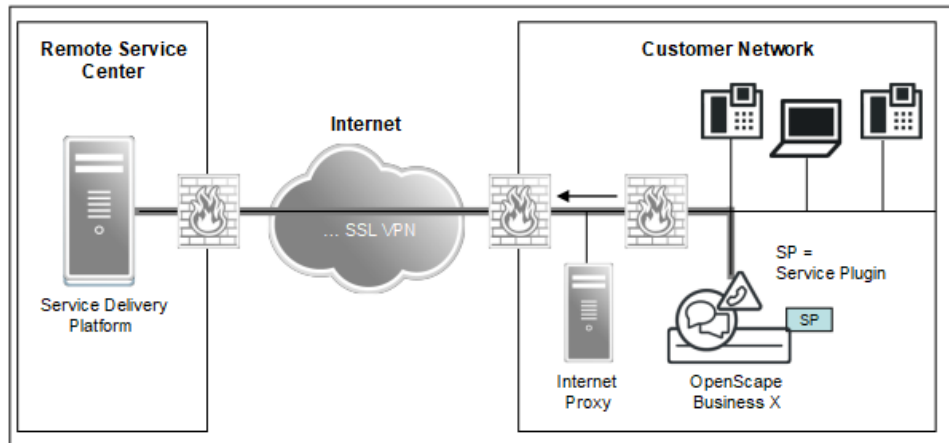 Remote Service
Center
Customer Network
Internet
... SSL VPN
SP =
Service Plugin
SP
Service Delivery
Platform
Internet
Proxy
OpenScape
Business X